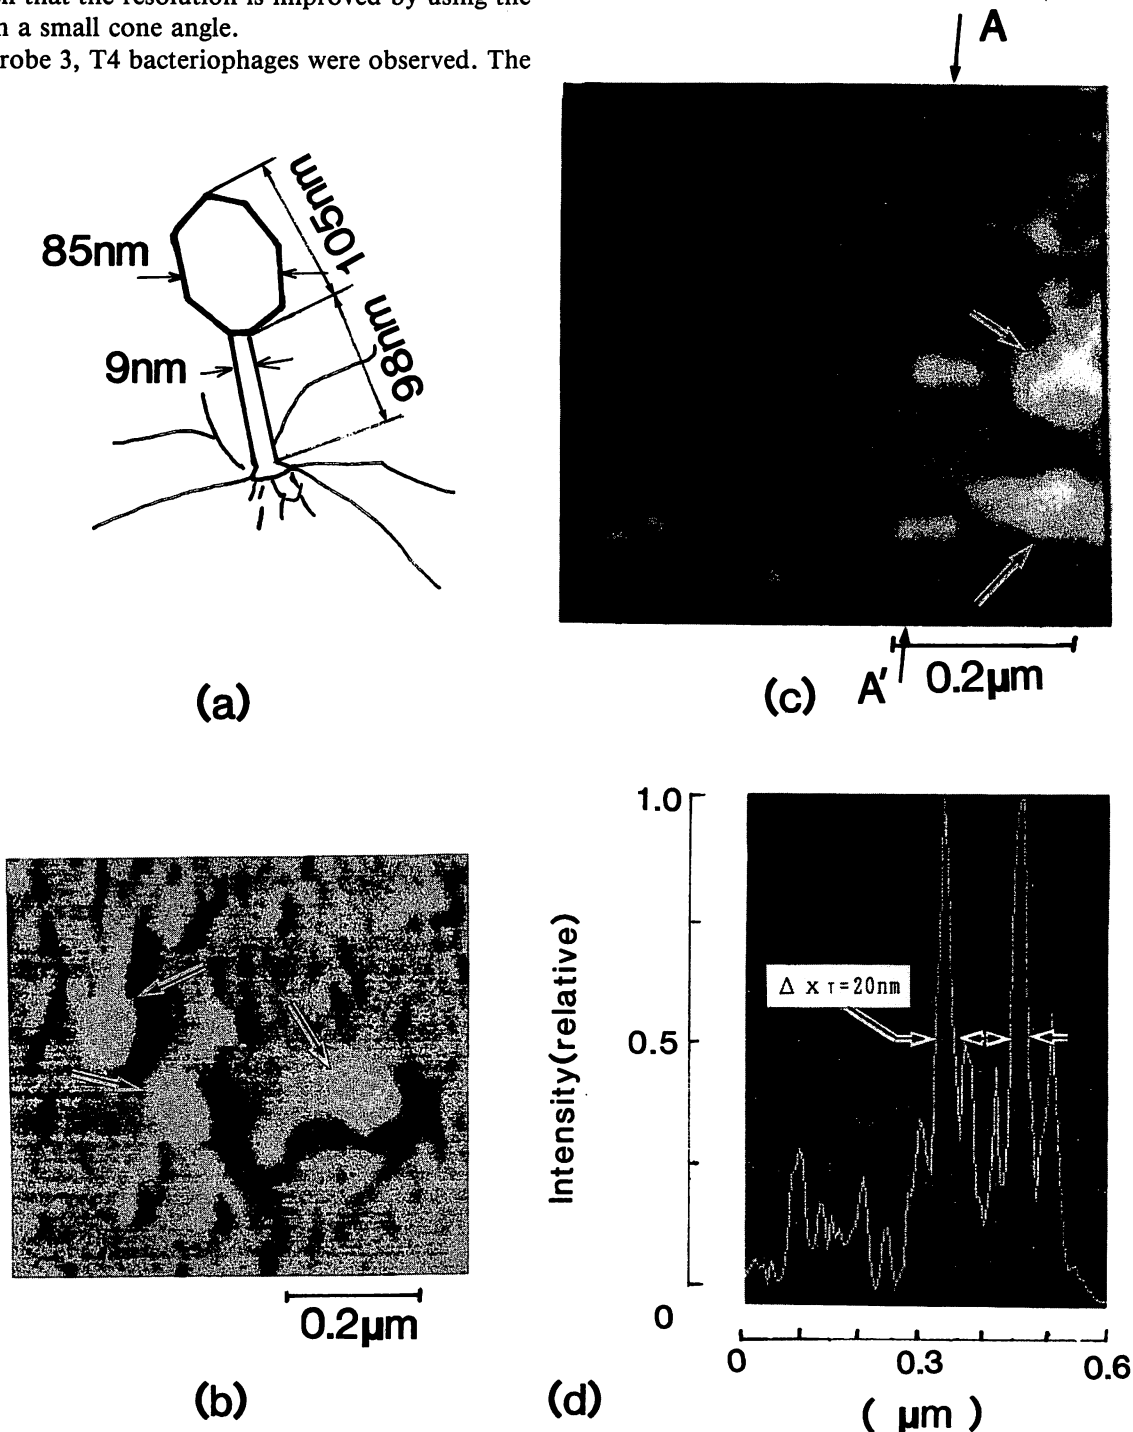 that the resolution is improved by using the
a small cone angle.
robe 3, T4 bacteriophages were observed. The
A
105nm
85nm
98nm
9nm
A'
0.2μm
(a)
(c)
1.0
Δ x T=20nm
0.5
Intensity(relative)
0
0.2μm
0
0.3
0.6
(b)
(d)
( μm )